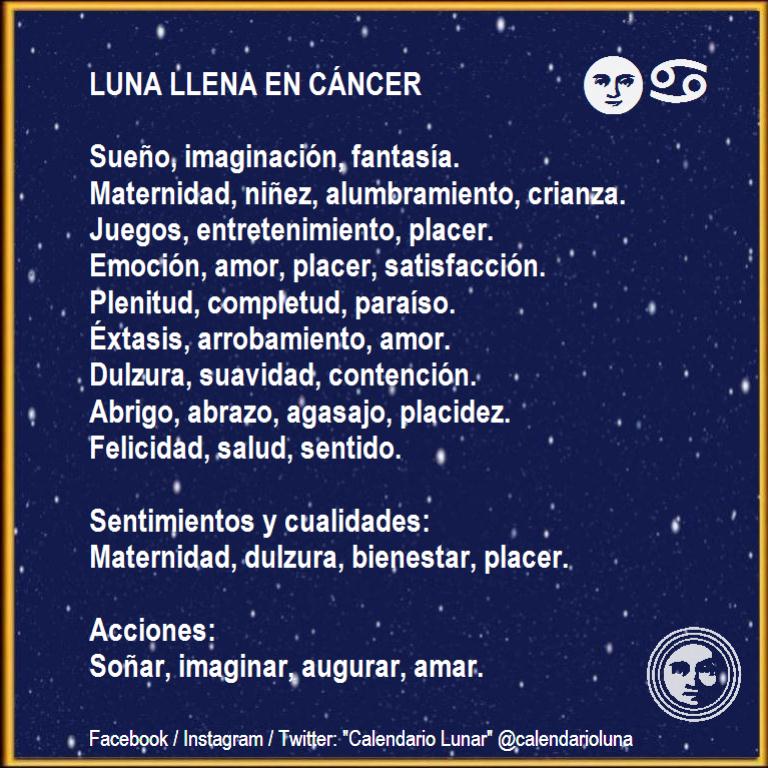 LUNA LLENA EN CÁNCER
Sueño, imaginación, fantasía.
Maternidad, niñez, alumbramiento, crianza.
Juegos, entretenimiento, placer.
Emoción, amor, placer, satisfacción.
Plenitud, completud, paraíso.
Éxtasis, arrobamiento, amor.
Dulzura, suavidad, contención.
Abrigo, abrazo, agasajo, placidez.
Felicidad, salud, sentido.
Sentimientos y cualidades:
Maternidad, dulzura, bienestar, placer.
Acciones:
Soñar, imaginar, augurar, amar.
Facebook / Instagram / Twitter: "Calendario Lunar" @calendarioluna